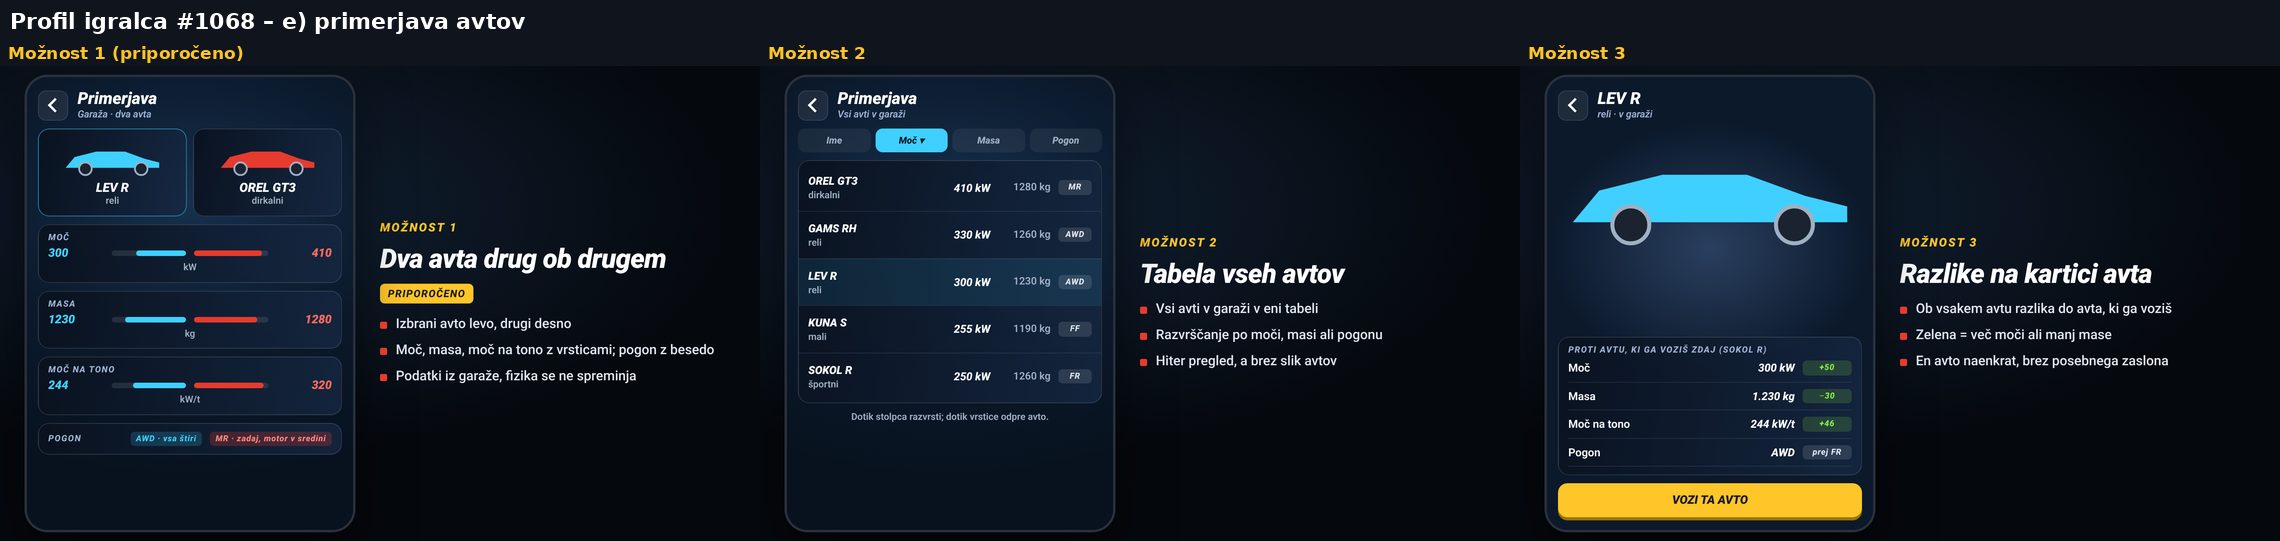 Profil igralca #1068 – e) primerjava avtov
Možnost 1 (priporočeno)
Primerjava
Garaža · dva avta
LEV R
reli
OREL GT3
dirkalni
MOČ
300
410
kW
MASA
1230
1280
kg
MOČ NA TONO
244
320
kW/t
POGON
AWD · vsa štiri
MR · zadaj, motor v sredini
MOŽNOST 1
Dva avta drug ob drugem
PRIPOROČENO
Izbrani avto levo, drugi desno
Moč, masa, moč na tono z vrsticami; pogon z besedo
Podatki iz garaže, fizika se ne spreminja
Možnost 2
Primerjava
Vsi avti v garaži
Ime
Moč ▾
Masa
Pogon
OREL GT3
dirkalni
410 kW
1280 kg
MR
GAMS RH
reli
330 kW
1260 kg
AWD
LEV R
reli
300 kW
1230 kg
AWD
KUNA S
mali
255 kW
1190 kg
FF
SOKOL R
športni
250 kW
1260 kg
FR
Dotik stolpca razvrsti; dotik vrstice odpre avto.
MOŽNOST 2
Tabela vseh avtov
Vsi avti v garaži v eni tabeli
Razvrščanje po moči, masi ali pogonu
Hiter pregled, a brez slik avtov
Možnost 3
LEV R
reli · v garaži
PROTI AVTU, KI GA VOZIŠ ZDAJ (SOKOL R)
Moč
300 kW
+50
Masa
1.230 kg
−30
Moč na tono
244 kW/t
+46
Pogon
AWD
prej FR
VOZI TA AVTO
MOŽNOST 3
Razlike na kartici avta
Ob vsakem avtu razlika do avta, ki ga voziš
Zelena = več moči ali manj mase
En avto naenkrat, brez posebnega zaslona